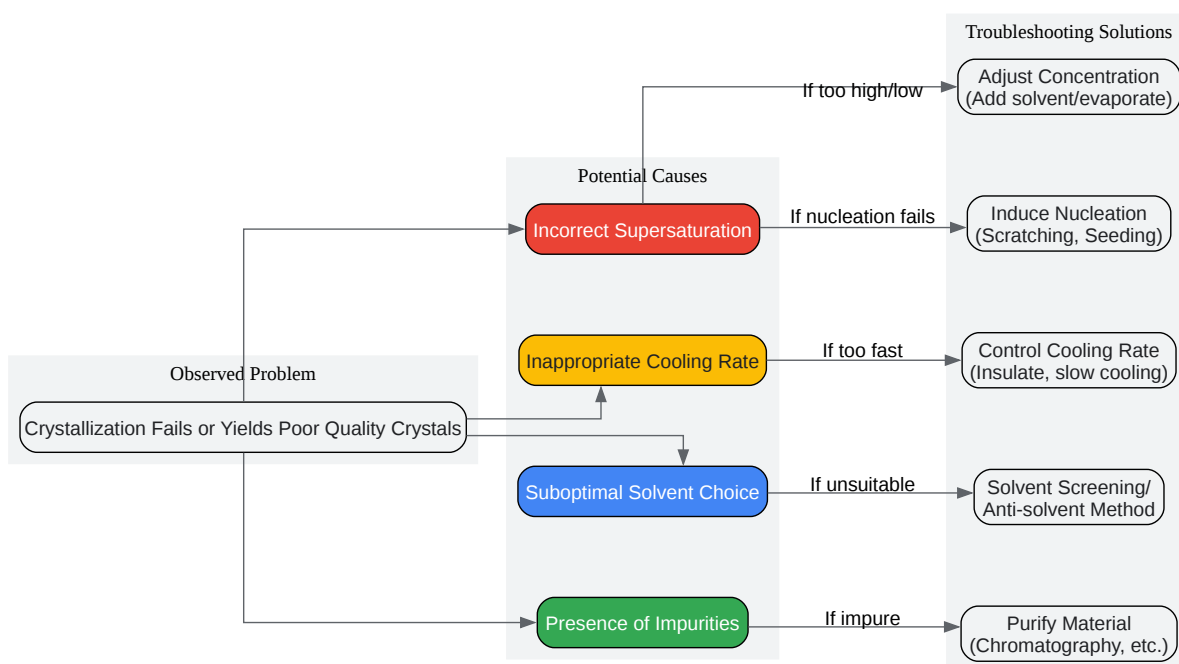 Troubleshooting Solutions
Adjust Concentration
(Add solvent/evaporate)
If too high/low
Potential Causes
Incorrect Supersaturation
If nucleation fails
Induce Nucleation
(Scratching, Seeding)
Inappropriate Cooling Rate
If too fast
Control Cooling Rate
(Insulate, slow cooling)
Observed Problem
Crystallization Fails or Yields Poor Quality Crystals
Suboptimal Solvent Choice
If unsuitable
Solvent Screening/
Anti-solvent Method
Presence of Impurities
If impure
Purify Material
(Chromatography, etc.)